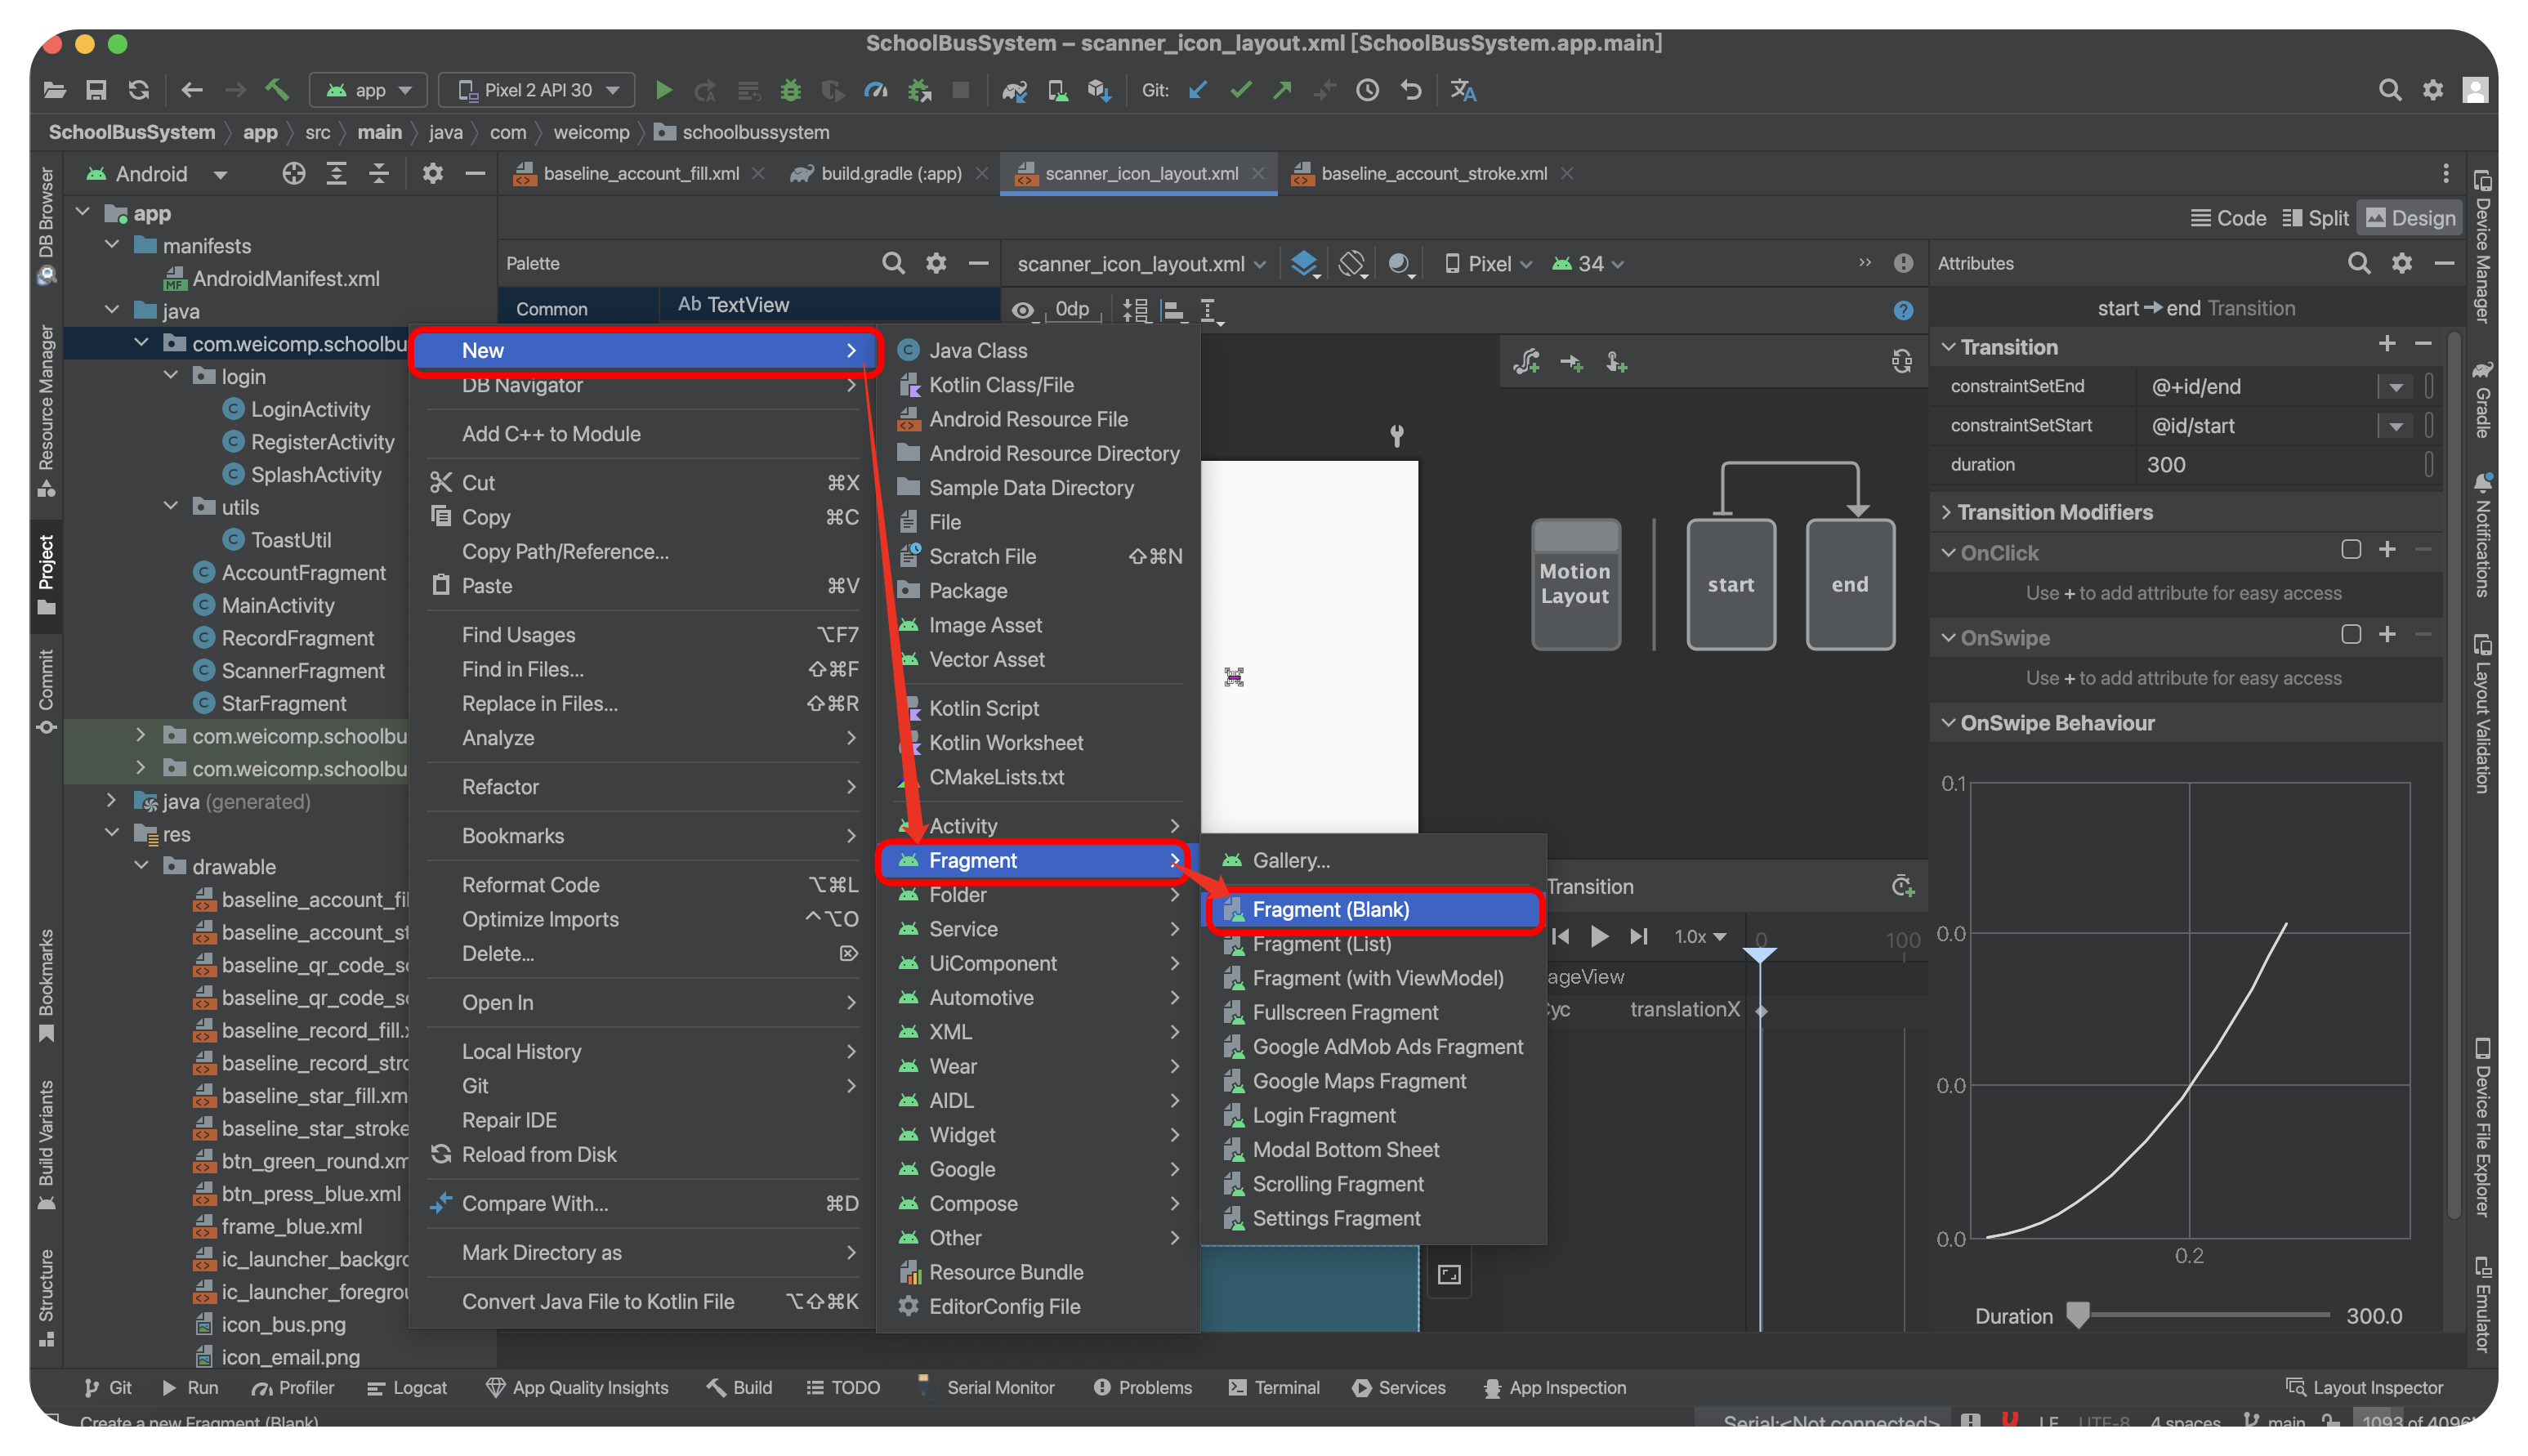 SchoolBusSystem – scanner_icon_layout.xml [SchoolBusSystem.app.main]
app
Pixel 2 API 30
Git:
SchoolBusSystem
app
src
main
java
com
weicomp
schoolbussystem
DB Browser
Resource Manager
Project
Commit
Bookmarks
Build Variants
Structure
Android
app
manifests
AndroidManifest.xml
java
com.weicomp.schoolbu
login
LoginActivity
RegisterActivity
SplashActivity
utils
ToastUtil
AccountFragment
MainActivity
RecordFragment
ScannerFragment
StarFragment
com.weicomp.schoolbu
com.weicomp.schoolbu
java (generated)
res
drawable
baseline_account_fil
baseline_account_st
baseline_qr_code_sc
baseline_qr_code_sc
baseline_record_fill.x
baseline_record_strc
baseline_star_fill.xm
baseline_star_stroke
btn_green_round.xm
btn_press_blue.xml
frame_blue.xml
ic_launcher_backgrc
ic_launcher_foregrou
icon_bus.png
icon_email.png
baseline_account_fill.xml
build.gradle (:app)
scanner_icon_layout.xml
baseline_account_stroke.xml
Code
Split
Design
Palette
Common
Ab TextView
scanner_icon_layout.xml
Pixel
34
0dp
New
DB Navigator
Add C++ to Module
Cut ⌘X
Copy ⌘C
Copy Path/Reference...
Paste ⌘V
Find Usages ⌥F7
Find in Files... ⇧⌘F
Replace in Files... ⇧⌘R
Analyze
Refactor
Bookmarks
Reformat Code ⌥⌘L
Optimize Imports ^⌥O
Delete... ⌦
Open In
Local History
Git
Repair IDE
Reload from Disk
Compare With... ⌘D
Mark Directory as
Convert Java File to Kotlin File ⌥⇧⌘K
Java Class
Kotlin Class/File
Android Resource File
Android Resource Directory
Sample Data Directory
File
Scratch File ⇧⌘N
Package
Image Asset
Vector Asset
Kotlin Script
Kotlin Worksheet
CMakeLists.txt
Activity
Fragment
Folder
Service
UiComponent
Automotive
XML
Wear
AIDL
Widget
Google
Compose
Other
Resource Bundle
EditorConfig File
Gallery...
Fragment (Blank)
Fragment (List)
Fragment (with ViewModel)
Fullscreen Fragment
Google AdMob Ads Fragment
Google Maps Fragment
Login Fragment
Modal Bottom Sheet
Scrolling Fragment
Settings Fragment
Motion
Layout
start
end
Transition
1.0x
0
100
ageView
yc
translationX
Attributes
start
end Transition
Transition
constraintSetEnd @+id/end
constraintSetStart @id/start
duration 300
Transition Modifiers
OnClick
Use + to add attribute for easy access
OnSwipe
Use + to add attribute for easy access
OnSwipe Behaviour
0.1
0.0
0.0
0.0
0.2
Duration 300.0
Device Manager
Gradle
Notifications
Layout Validation
Device File Explorer
Emulator
Git
Run
Profiler
Logcat
App Quality Insights
Build
TODO
Serial Monitor
Problems
Terminal
Services
App Inspection
Layout Inspector
Create a new Fragment (Blank)
Serial:<Not connected>
LF
UTF-8
4 spaces
main
1093 of 4096